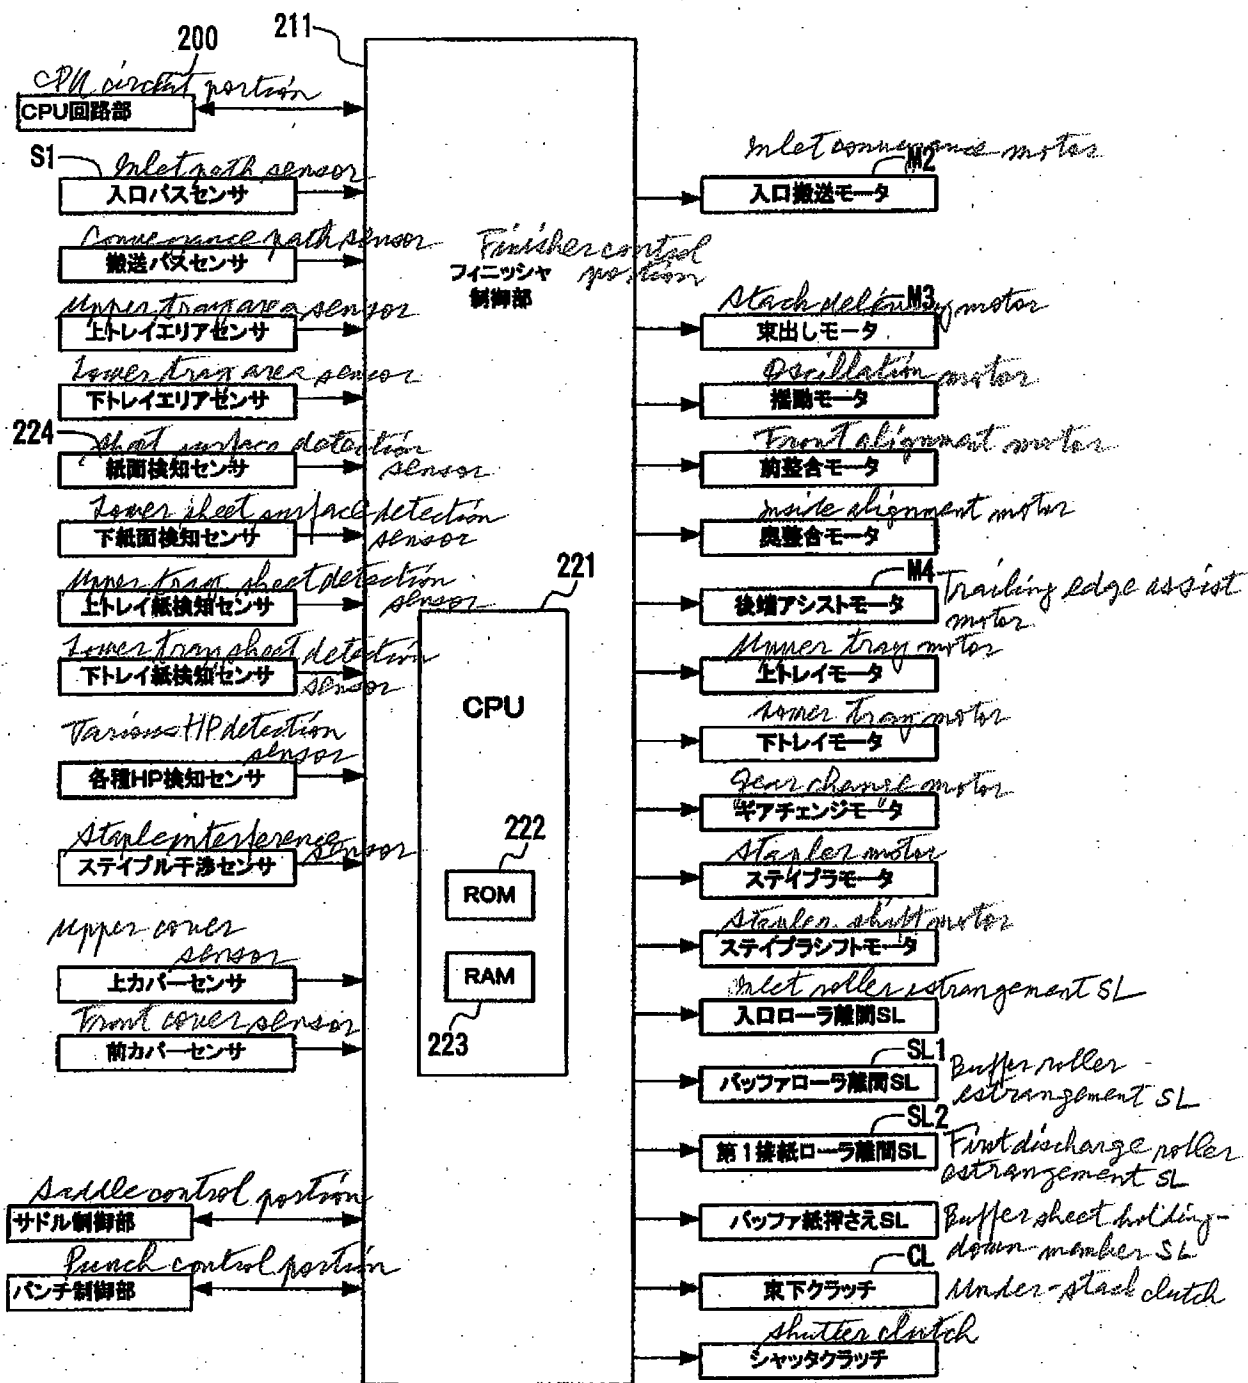 200
211
CPU circuit portion
CPU回路部
S1
Inlet path sensor
入口パスセンサ
Conveyance path sensor
搬送パスセンサ
Upper tray area sensor
上トレイエリアセンサ
Lower tray area sensor
下トレイエリアセンサ
224
Sheet surface detection
sensor
紙面検知センサ
Lower sheet surface detection
sensor
下紙面検知センサ
Upper tray sheet detection
sensor
上トレイ紙検知センサ
Lower tray sheet detection
sensor
下トレイ紙検知センサ
Various HP detection
sensor
各種HP検知センサ
Staple interference
sensor
ステイプル干渉センサ
Upper cover
sensor
上カバーセンサ
Front cover sensor
前カバーセンサ
Saddle control portion
サドル制御部
Punch control portion
パンチ制御部
Finisher control
portion
フィニッシャ
制御部
221
CPU
222
ROM
RAM
223
Inlet conveyance motor
M2
入口搬送モータ
Stack delivery motor
M3
束出しモータ
Oscillation motor
揺動モータ
Front alignment motor
前整合モータ
Inside alignment motor
奥整合モータ
M4
後端アシストモータ
Trailing edge assist
motor
Upper tray motor
上トレイモータ
Lower tray motor
下トレイモータ
Gear change motor
ギアチェンジモータ
Stapler motor
ステイプラモータ
Stapler shift motor
ステイプラシフトモータ
Inlet roller estrangement SL
入口ローラ離間SL
SL1
バッファローラ離間SL
Buffer roller
estrangement SL
SL2
第1排紙ローラ離間SL
First discharge roller
estrangement SL
バッファ紙押さえSL
Buffer sheet holding-
down member SL
CL
束下クラッチ
Under-stack clutch
Shutter clutch
シャッタクラッチ